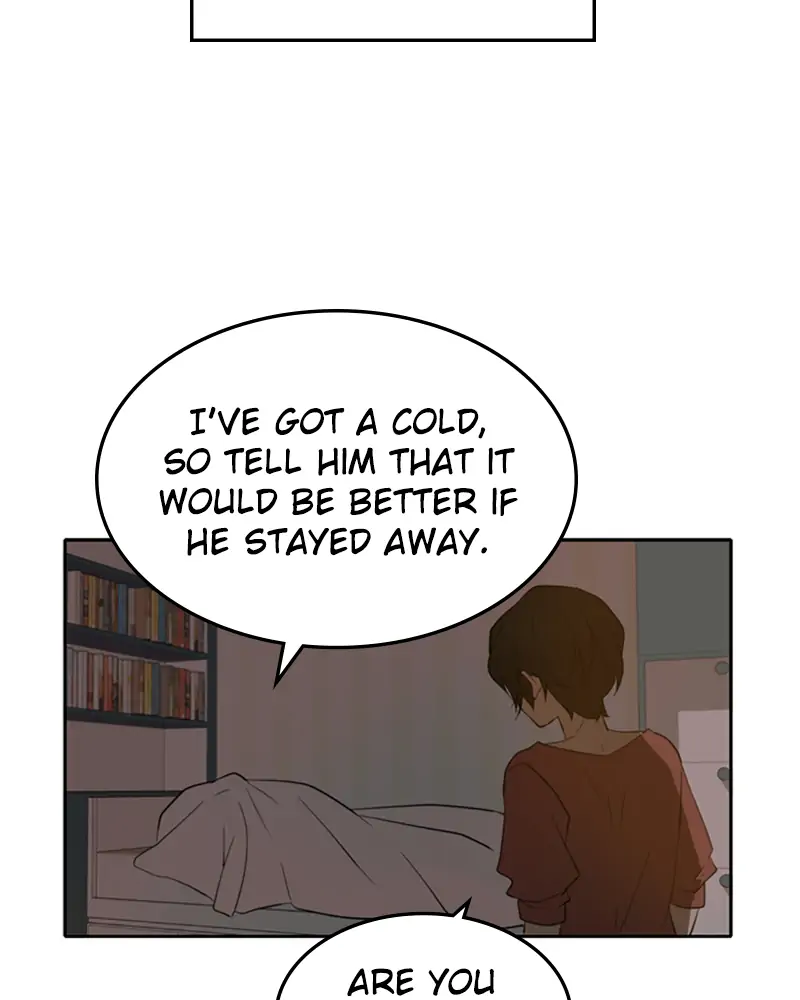 I'VE GOT A COLD,
SO TELL HIM THAT IT
WOULD BE BETTER IF
HE STAYED AWAY.
ARE YOU